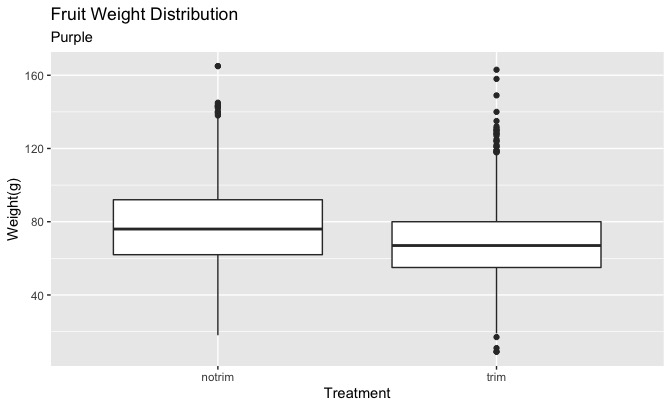 Fruit Weight Distribution
Purple
Weight(g)
160
120
80
40
notrim
trim
Treatment